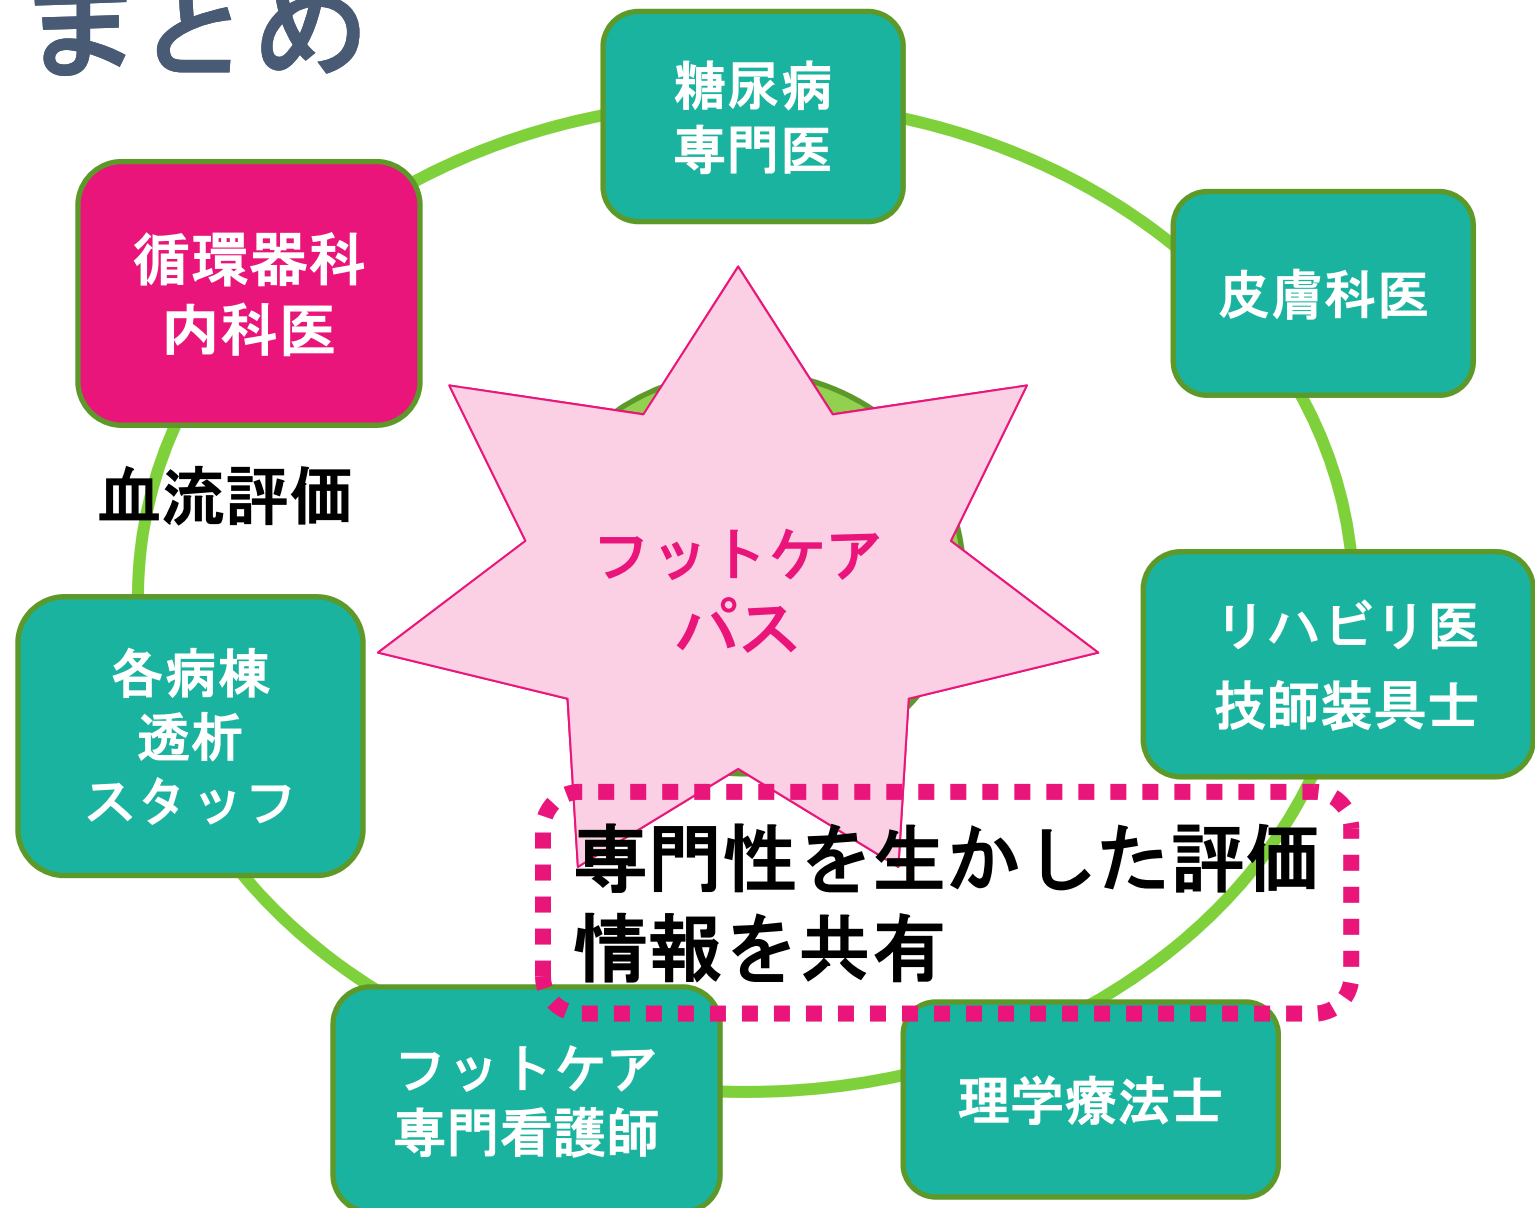 まとめ
糖尿病
専門医
循環器科
内科医
皮膚科医
血流評価
フットケア
パス
リハビリ医
技師装具士
各病棟
透析
スタッフ
専門性を生かした評価
情報を共有
フットケア
専門看護師
理学療法士